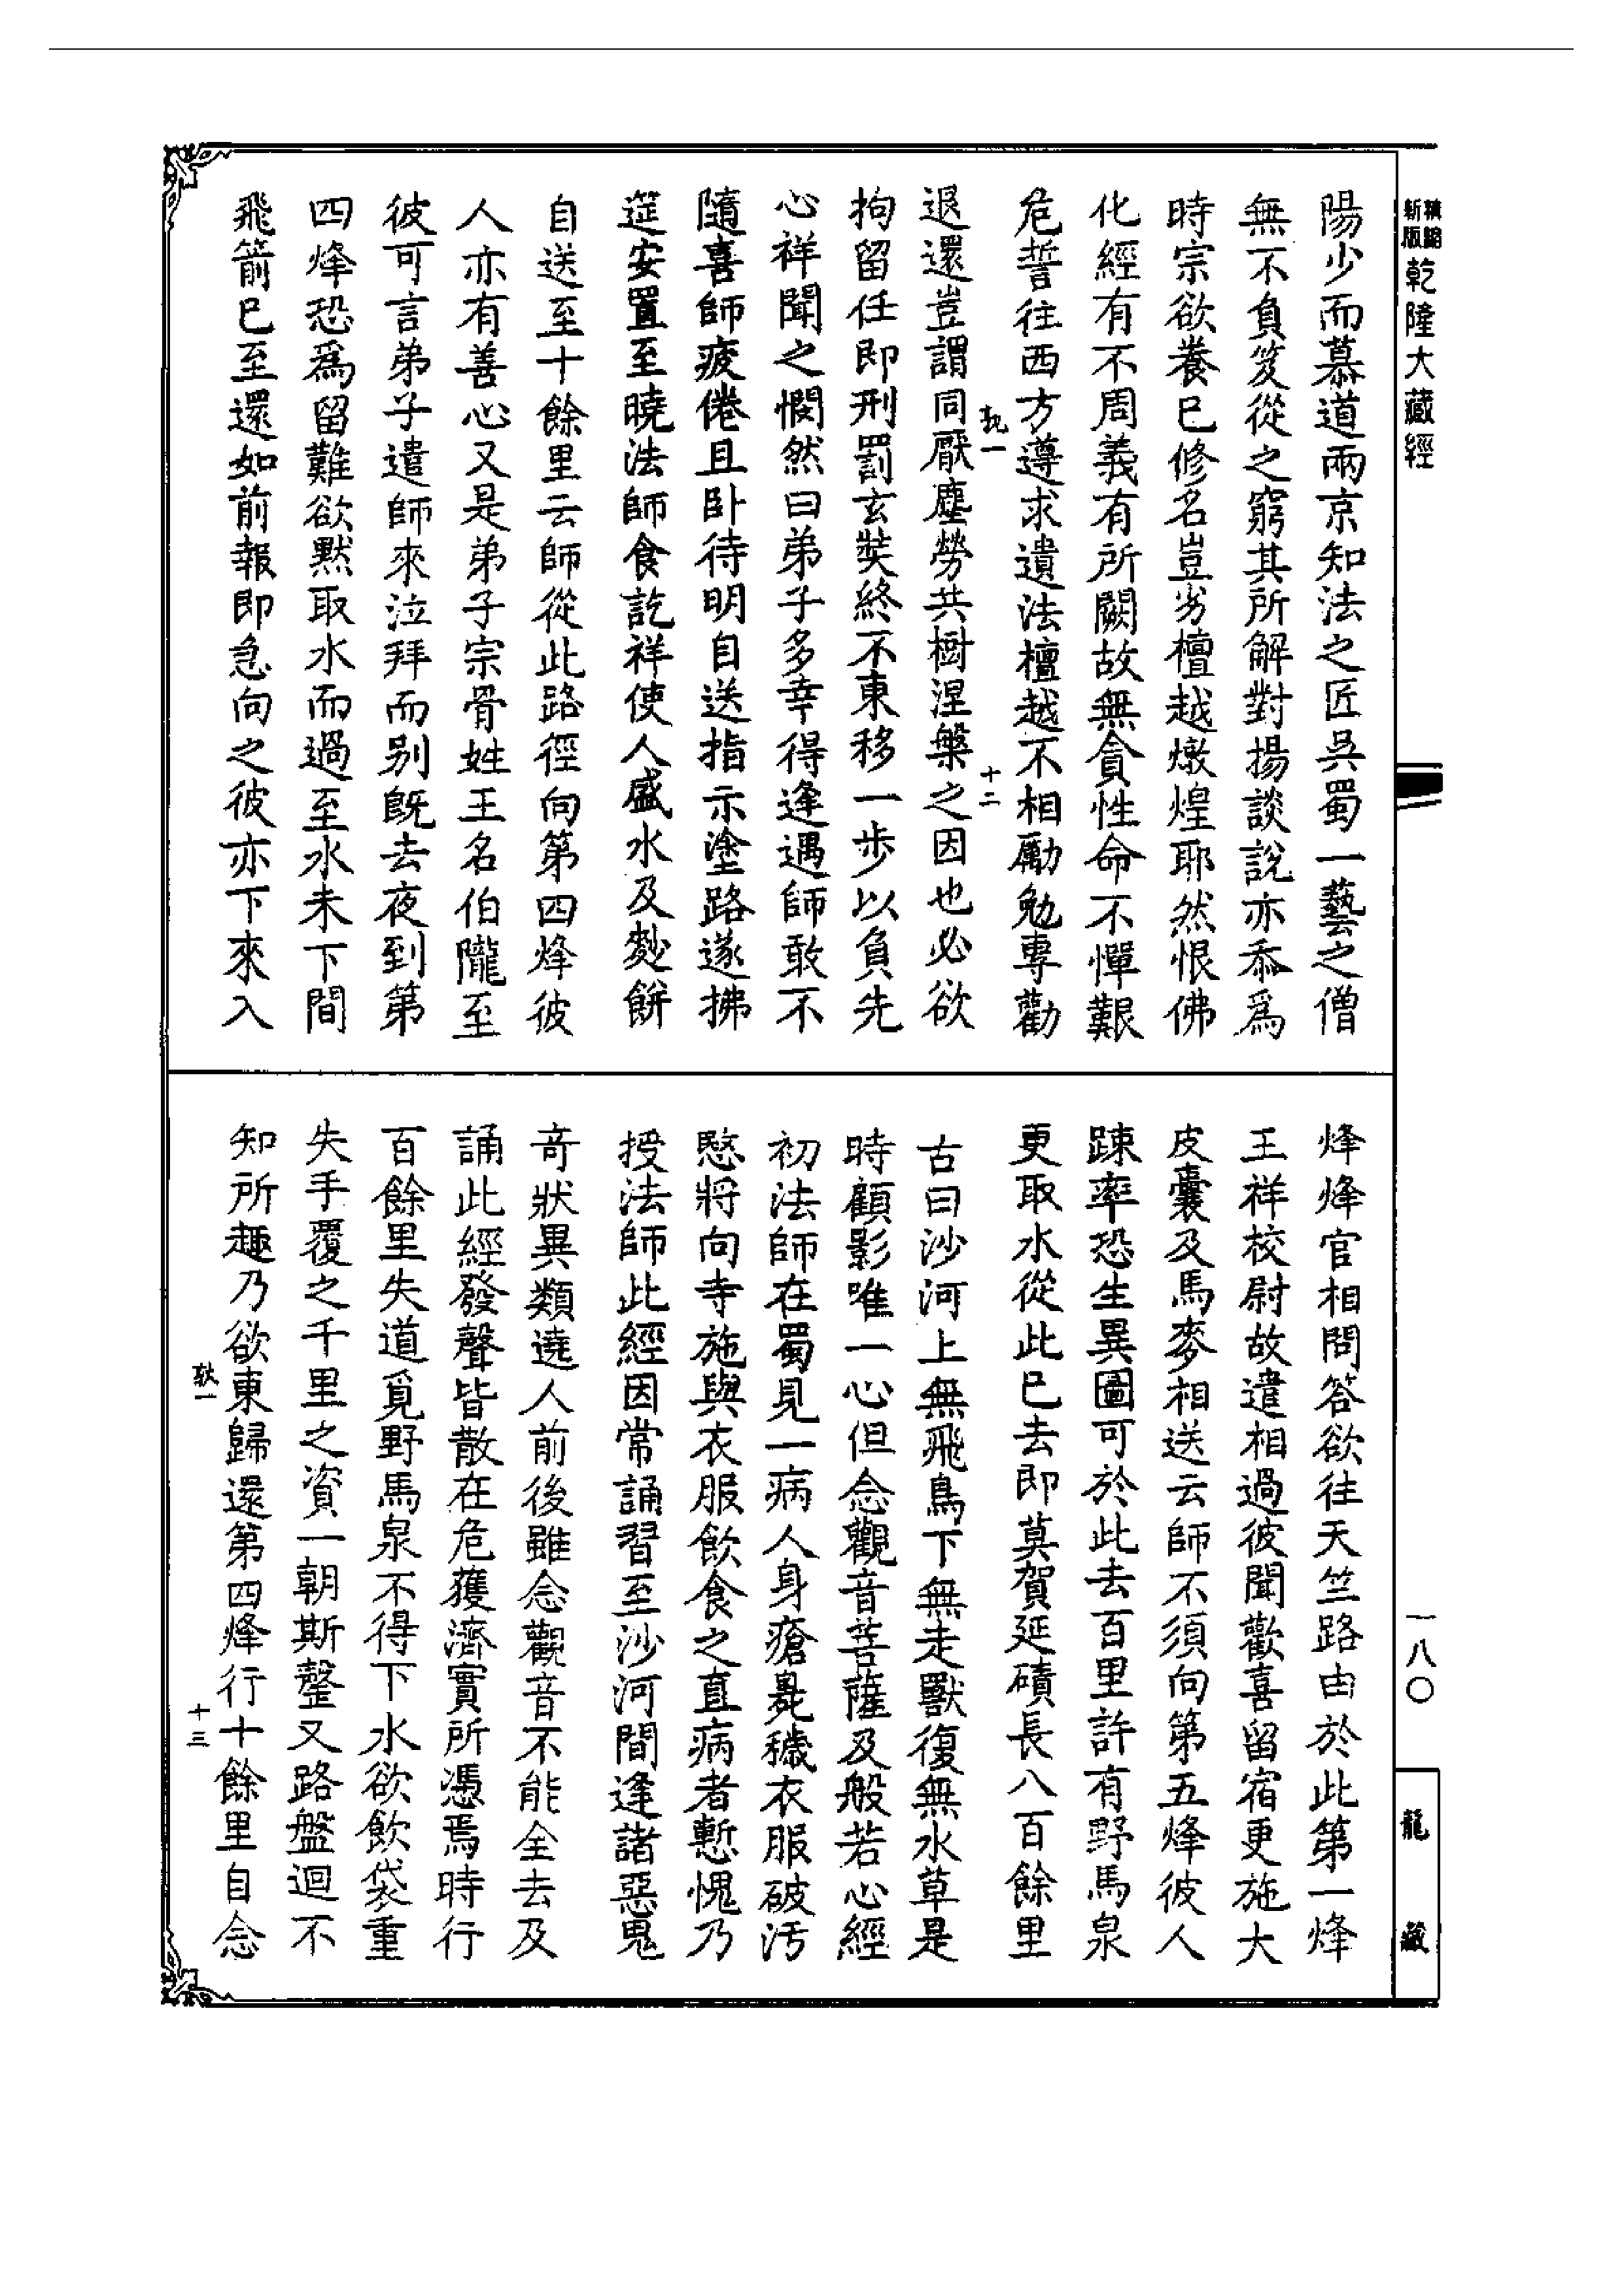 精縮
新版
乾隆大藏經
一八〇
龍藏
陽少而慕道兩京知法之匠吳蜀一藝之僧
無不負笈從之窮其所解對揚談說亦忝爲
時宗欲養已修名豈劣檀越燉煌耶然恨佛
化經有不周義有所闕故無貪性命不憚艱
危誓往西方遵求遺法檀越不相勵勉專勸
執一
十二
退還豈謂同厭塵勞共樹涅槃之因也必欲
拘留任即刑罰玄奘終不東移一步以負先
心祥聞之憫然曰弟子多幸得逢遇師敢不
隨喜師疲倦且卧待明自送指示塗路遂拂
筵安置至曉法師食訖祥使人盛水及麨餅
自送至十餘里云師從此路徑向第四烽彼
人亦有善心又是弟子宗骨姓王名伯隴至
彼可言弟子遣師來泣拜而别既去夜到第
四烽恐爲留難欲默取水而過至水未下間
飛箭已至還如前報即急向之彼亦下來入
烽烽官相問答欲往天竺路由於此第一烽
王祥校尉故遣相過彼聞歡喜留宿更施大
皮囊及馬麥相送云師不須向第五烽彼人
踈率恐生異圖可於此去百里許有野馬泉
更取水從此已去即莫賀延磧長八百餘里
古曰沙河上無飛鳥下無走獸復無水草是
時顧影唯一心但念觀音菩薩及般若心經
初法師在蜀見一病人身瘡臰穢衣服破污
愍將向寺施與衣服飲食之直病者慙愧乃
授法師此經因常誦習至沙河間逢諸惡鬼
奇狀異類遶人前後雖念觀音不能全去及
誦此經發聲皆散在危獲濟實所憑焉時行
百餘里失道覓野馬泉不得下水欲飲袋重
失手覆之千里之資一朝斯罄又路盤迴不
知所趣乃欲東歸還第四烽行十餘里自念
執一
十三